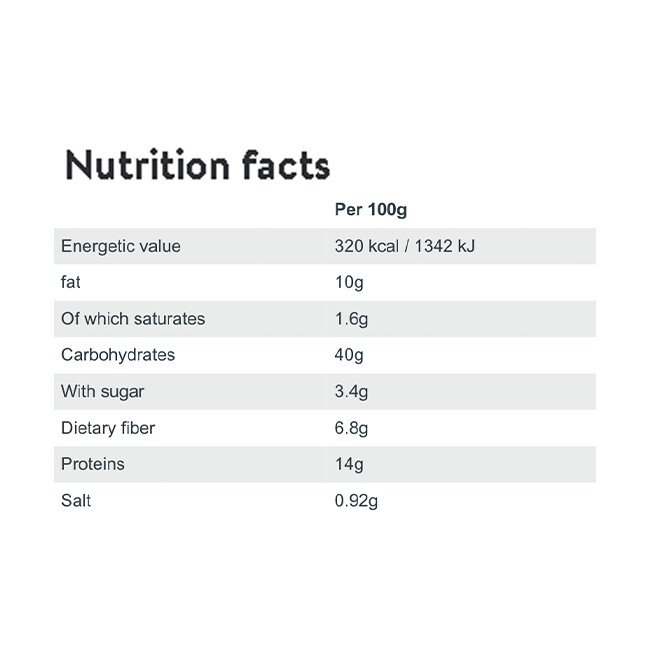 Nutrition facts
Per 100g
Energetic value 320 kcal / 1342 kJ
fat 10g
Of which saturates 1.6g
Carbohydrates 40g
With sugar 3.4g
Dietary fiber 6.8g
Proteins 14g
Salt 0.92g